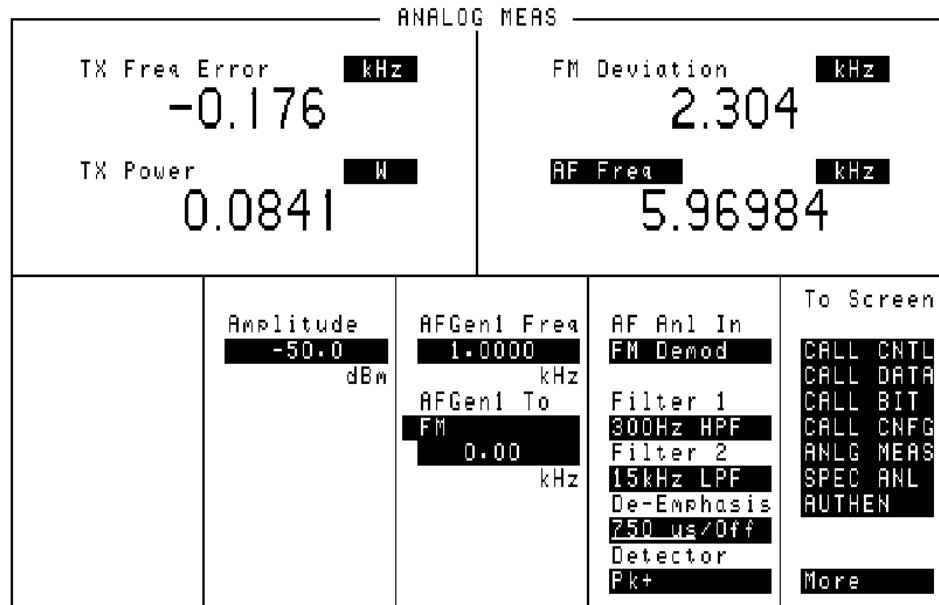 ANALOG MEAS
TX Freq Error kHz
-0.176
FM Deviation kHz
2.304
TX Power W
0.0841
AF Freq kHz
5.96984
Amplitude
-50.0
dBm
AFGen1 Freq
1.0000
kHz
AFGen1 To
FM
0.00
kHz
AF Anl In
FM Demod
Filter 1
300Hz HPF
Filter 2
15kHz LPF
De-Emphasis
750 us/Off
Detector
Pk+
To Screen
CALL CNTL
CALL DATA
CALL BIT
CALL CNFG
ANLG MEAS
SPEC ANL
AUTHEN
More